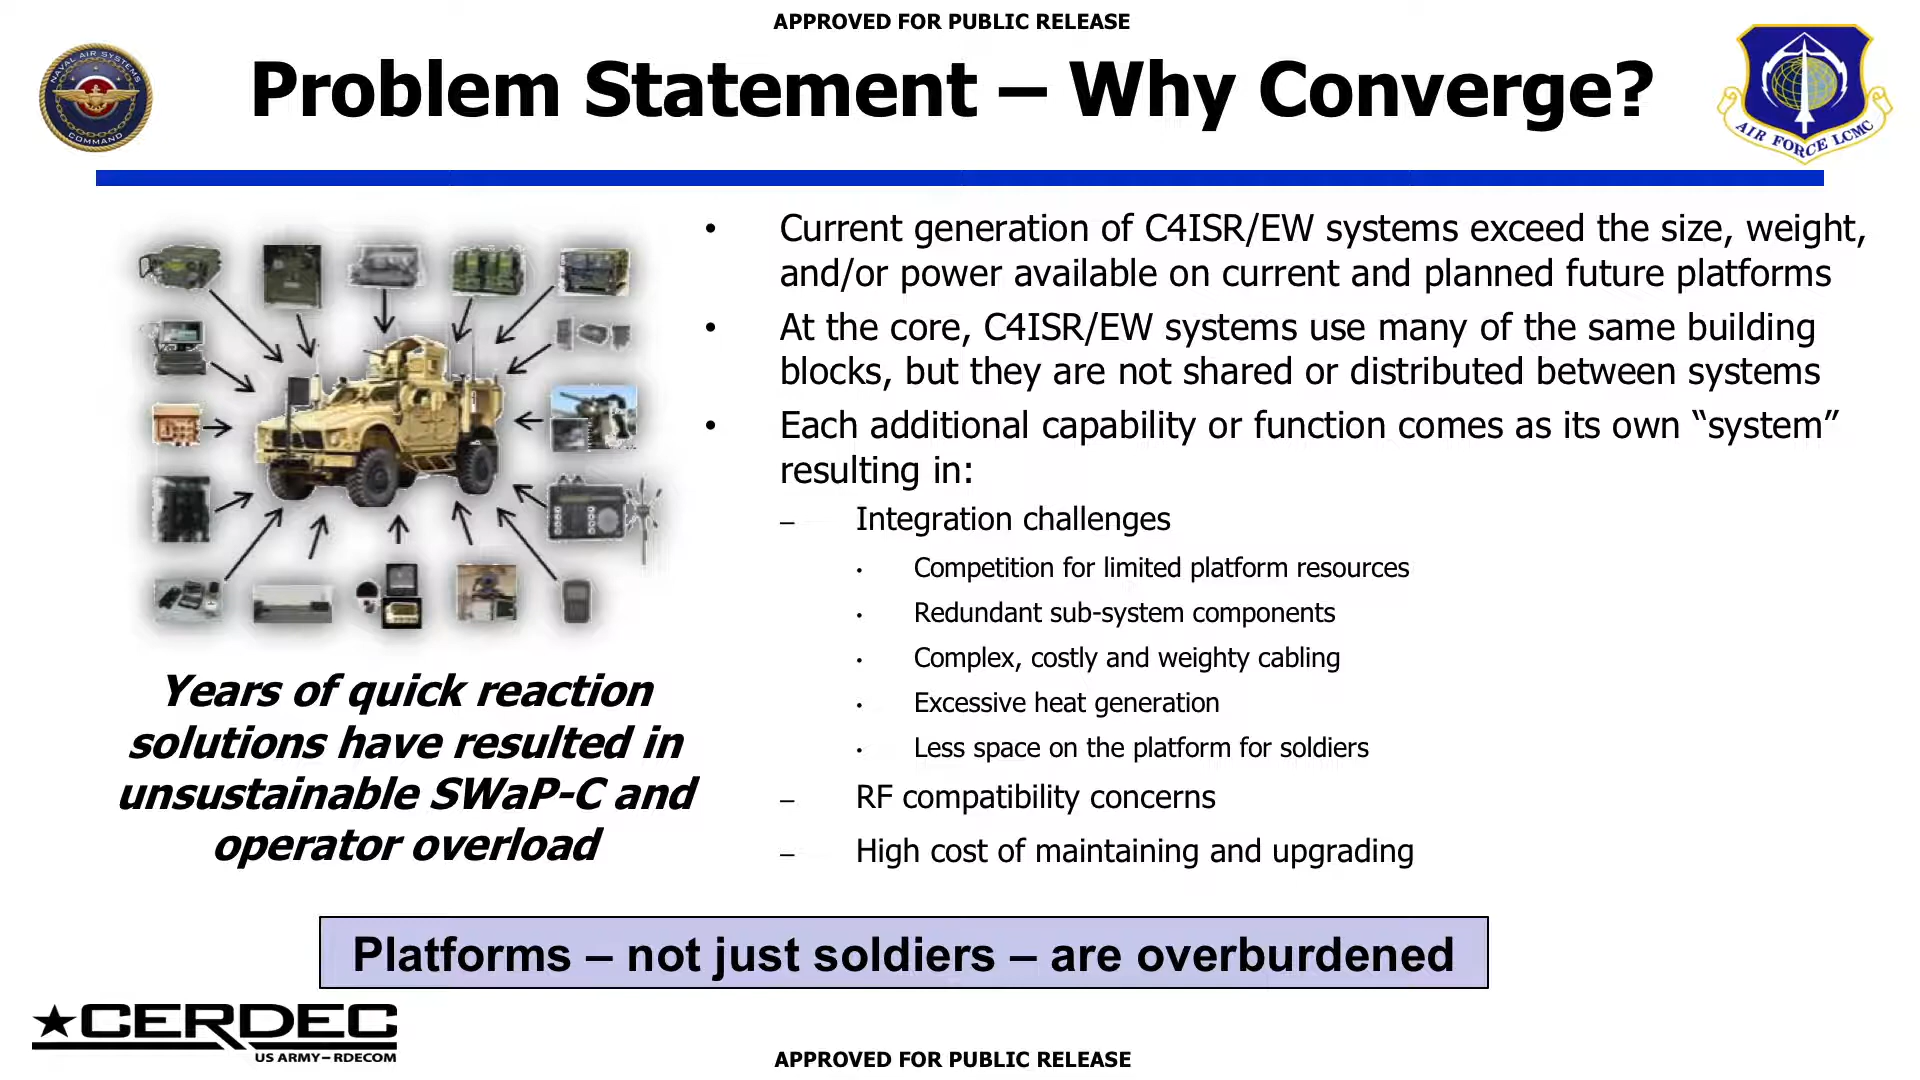 APPROVED FOR PUBLIC RELEASE
NAVAL AIR SYSTEMS
COMMAND
Problem Statement – Why Converge?
AIR FORCE LCMC
• Current generation of C4ISR/EW systems exceed the size, weight,
and/or power available on current and planned future platforms
• At the core, C4ISR/EW systems use many of the same building
blocks, but they are not shared or distributed between systems
• Each additional capability or function comes as its own “system”
resulting in:
– Integration challenges
• Competition for limited platform resources
• Redundant sub-system components
• Complex, costly and weighty cabling
• Excessive heat generation
• Less space on the platform for soldiers
– RF compatibility concerns
– High cost of maintaining and upgrading
Years of quick reaction
solutions have resulted in
unsustainable SWaP-C and
operator overload
Platforms – not just soldiers – are overburdened
★CERDEC
US ARMY – RDECOM
APPROVED FOR PUBLIC RELEASE